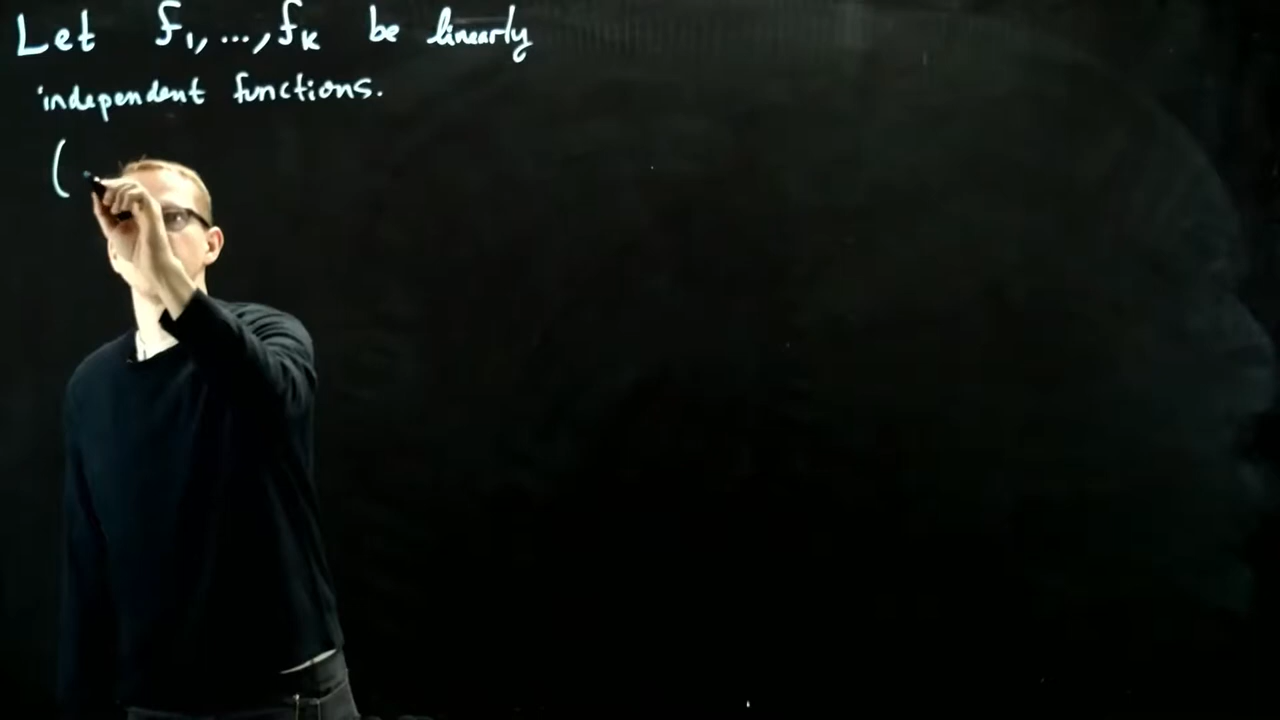 Let f₁, ..., fₖ be linearly
independent functions.
(